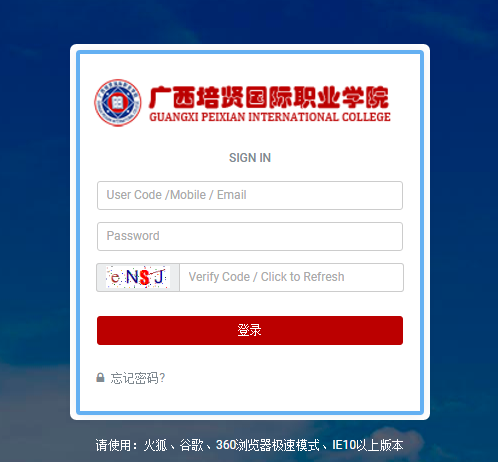 广西培贤国际职业学院
GUANGXI PEIXIAN INTERNATIONAL COLLEGE
SIGN IN
User Code /Mobile / Email
Password
eNSJ Verify Code / Click to Refresh
登录
忘记密码?
请使用：火狐、谷歌、360浏览器极速模式、IE10以上版本